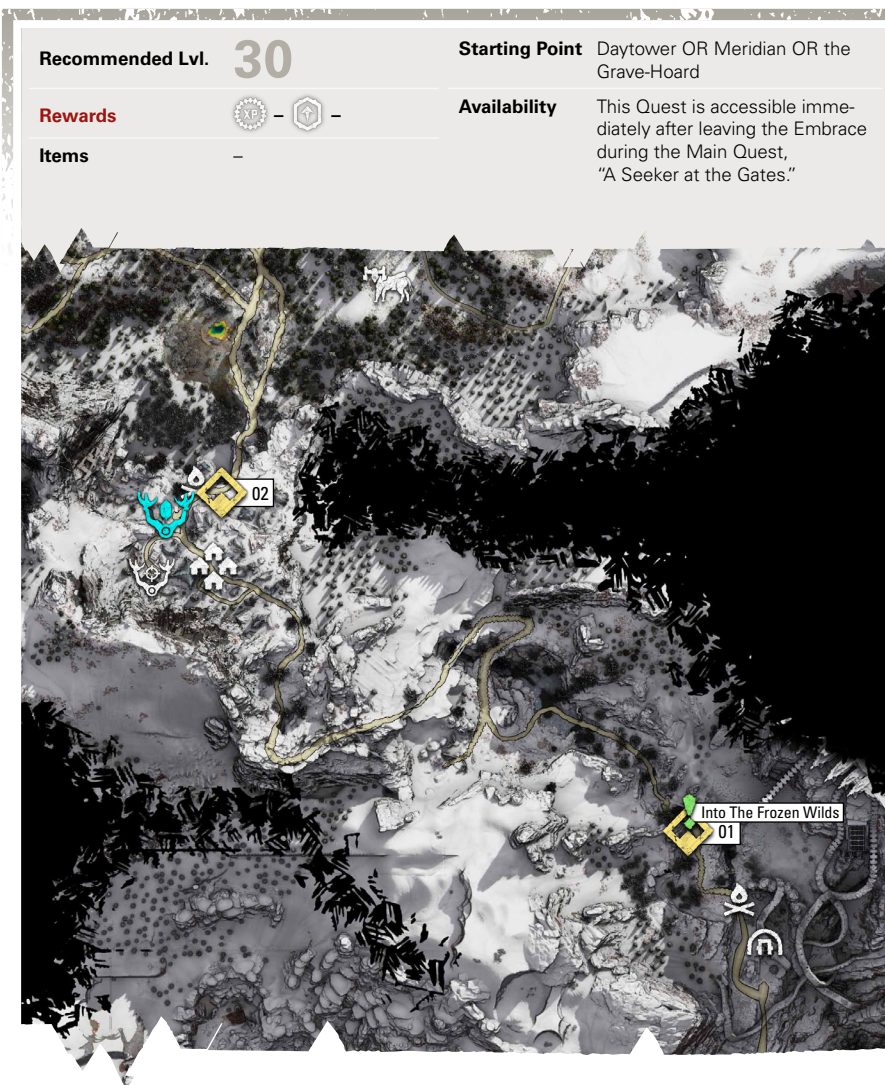 Recommended Lvl. 30
Rewards XP – –
Items –
Starting Point Daytower OR Meridian OR the
Grave-Hoard
Availability This Quest is accessible imme-
diately after leaving the Embrace
during the Main Quest,
“A Seeker at the Gates.”
02
Into The Frozen Wilds
01